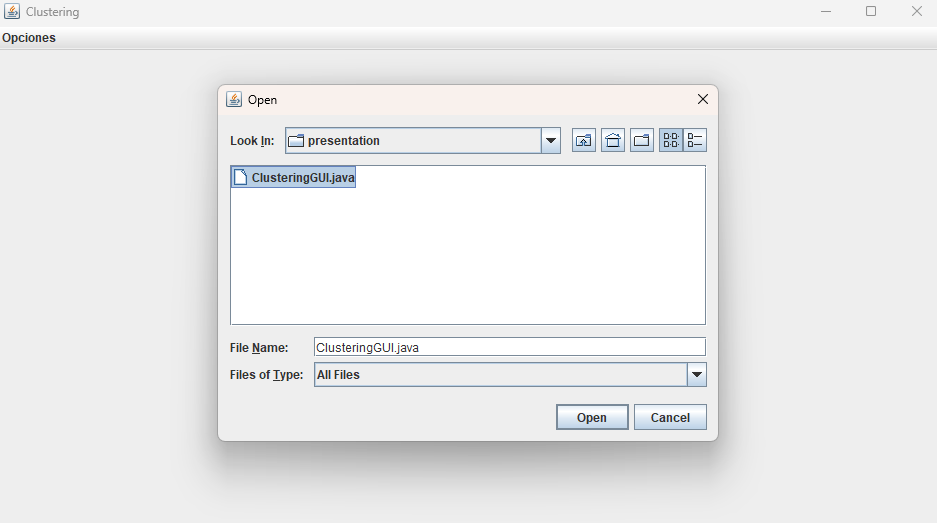 Clustering
Opciones
Open
Look In: presentation
ClusteringGUI.java
File Name: ClusteringGUI.java
Files of Type: All Files
Open Cancel